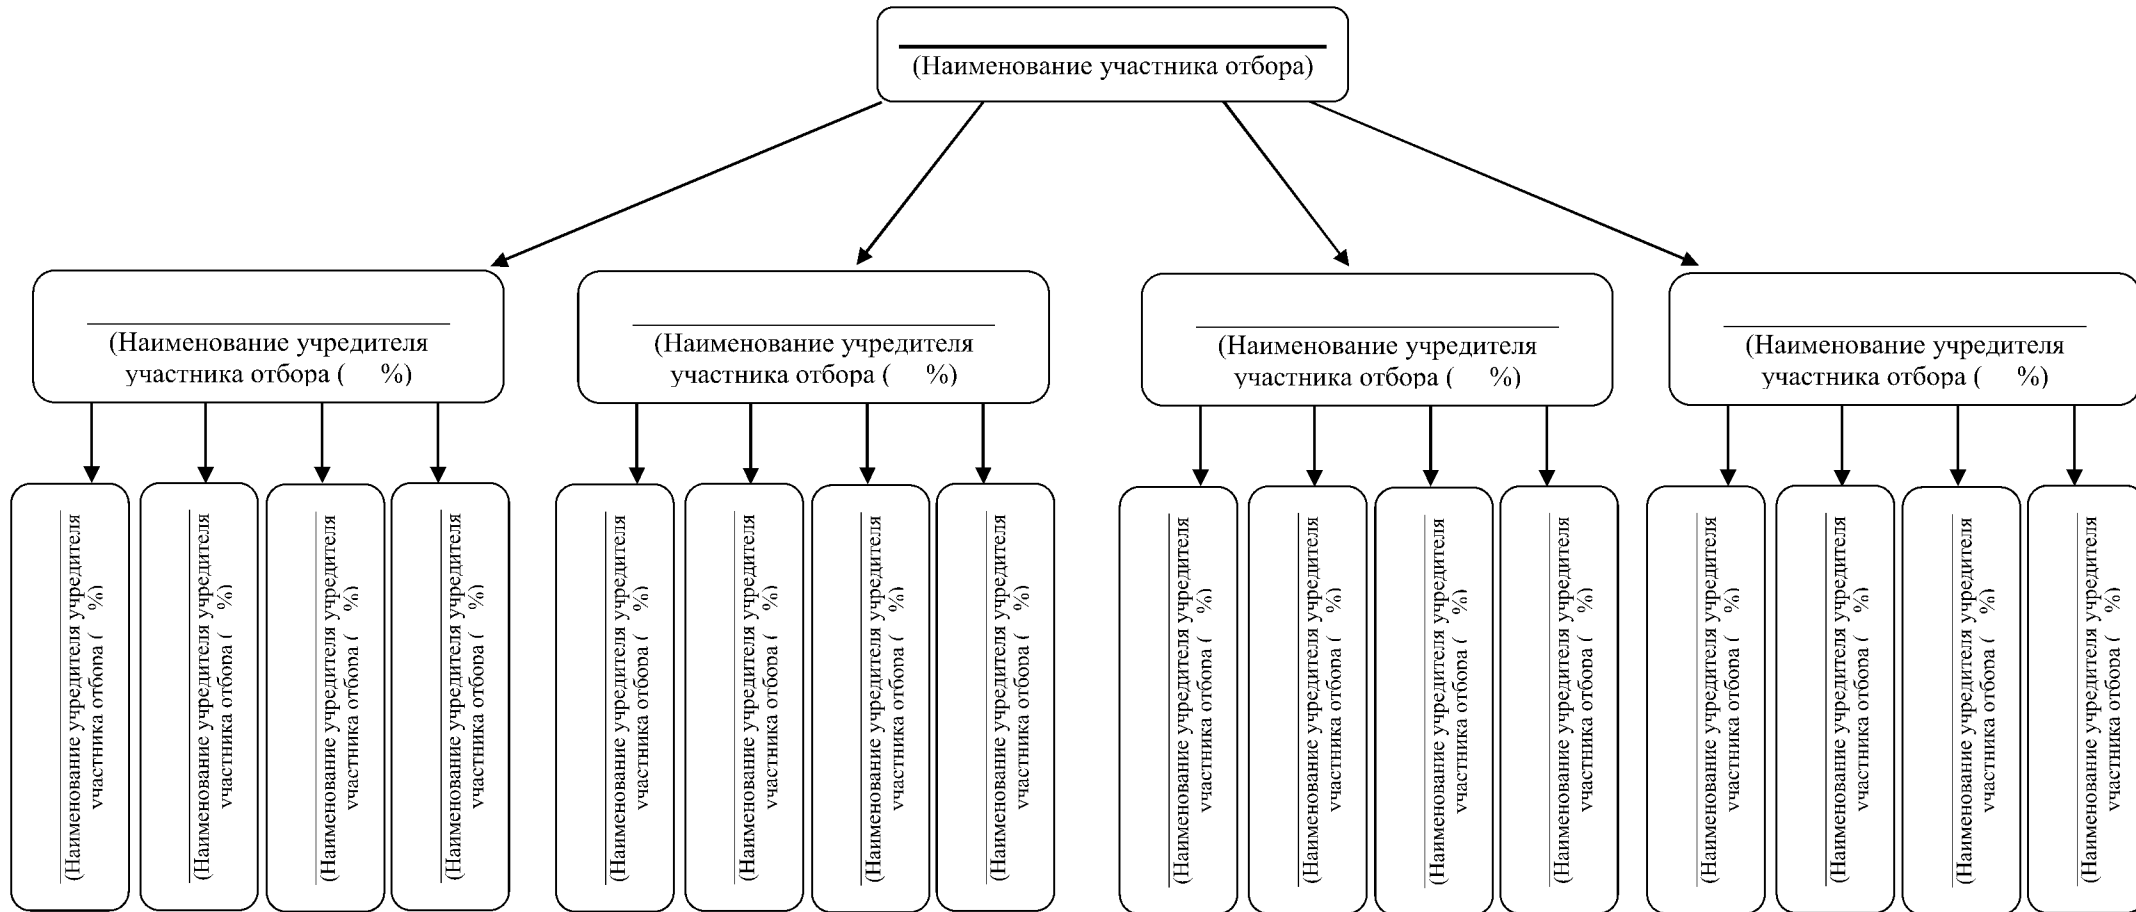 (Наименование участника отбора)
(Наименование учредителя
участника отбора ( %)
(Наименование учредителя
участника отбора ( %)
(Наименование учредителя
участника отбора ( %)
(Наименование учредителя
участника отбора ( %)
(Наименование учредителя учредителя
участника отбора ( %)
(Наименование учредителя учредителя
участника отбора ( %)
(Наименование учредителя учредителя
участника отбора ( %)
(Наименование учредителя учредителя
участника отбора ( %)
(Наименование учредителя учредителя
участника отбора ( %)
(Наименование учредителя учредителя
участника отбора ( %)
(Наименование учредителя учредителя
участника отбора ( %)
(Наименование учредителя учредителя
участника отбора ( %)
(Наименование учредителя учредителя
участника отбора ( %)
(Наименование учредителя учредителя
участника отбора ( %)
(Наименование учредителя учредителя
участника отбора ( %)
(Наименование учредителя учредителя
участника отбора ( %)
(Наименование учредителя учредителя
участника отбора ( %)
(Наименование учредителя учредителя
участника отбора ( %)
(Наименование учредителя учредителя
участника отбора ( %)
(Наименование учредителя учредителя
участника отбора ( %)